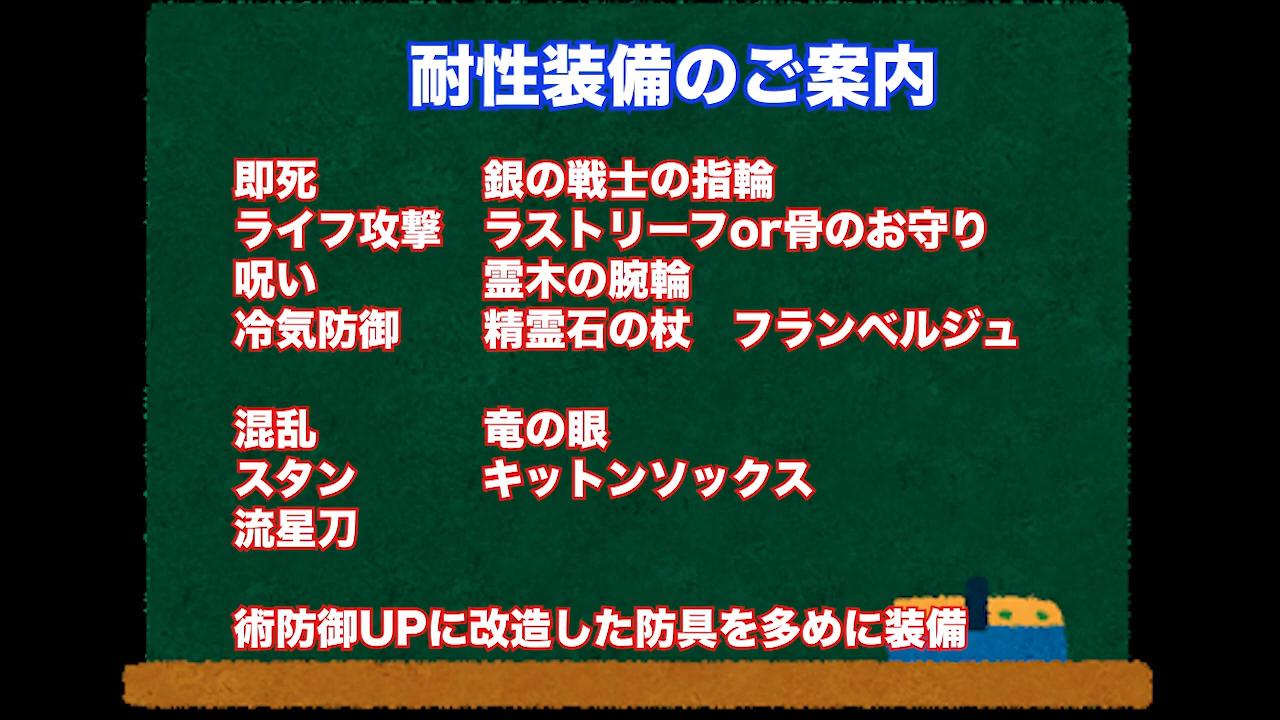 耐性装備のご案内
即死 銀の戦士の指輪
ライフ攻撃 ラストリーフor骨のお守り
呪い 霊木の腕輪
冷気防御 精霊石の杖 フランベルジュ
混乱 竜の眼
スタン キットンソックス
流星刀
術防御UPに改造した防具を多めに装備